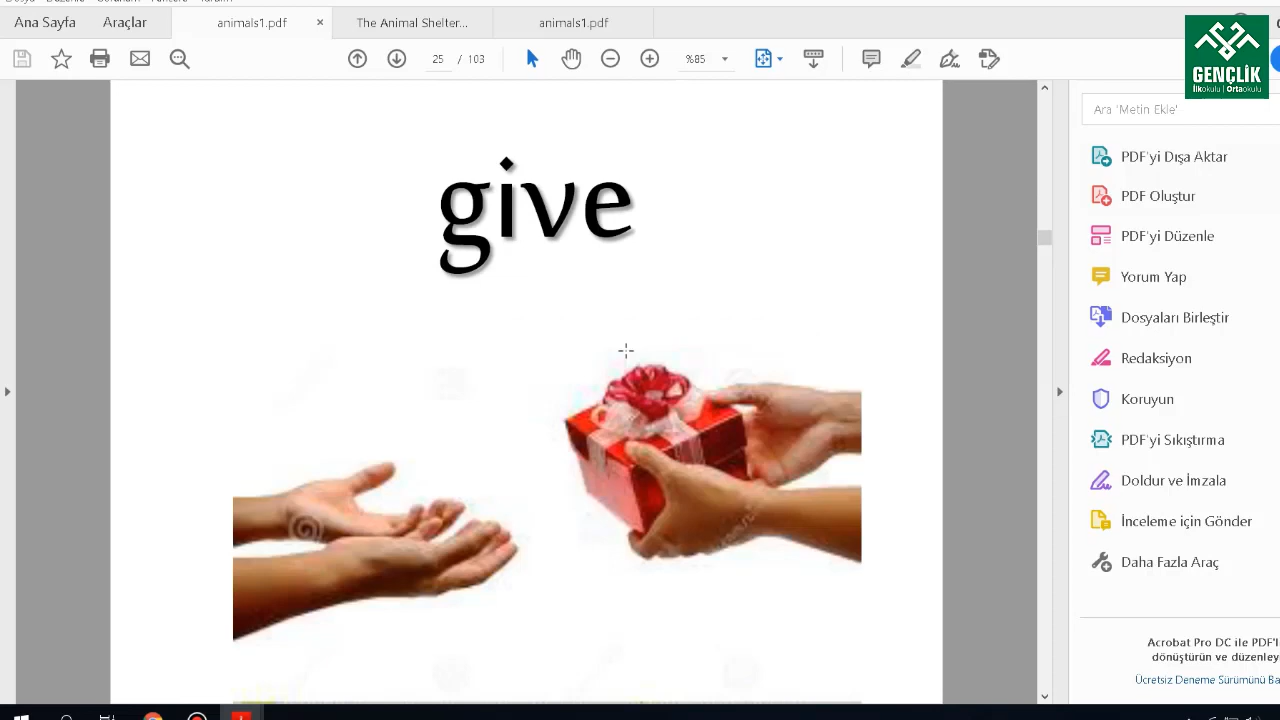 Ana Sayfa Araçlar animals1.pdf × The Animal Shelter... animals1.pdf
25 / 103 %85
GENÇLİK
İlkokulu | Ortaokulu
Ara 'Metin Ekle'
give
PDF'yi Dışa Aktar
PDF Oluştur
PDF'yi Düzenle
Yorum Yap
Dosyaları Birleştir
Redaksiyon
Koruyun
PDF'yi Sıkıştırma
Doldur ve İmzala
İnceleme için Gönder
Daha Fazla Araç
Acrobat Pro DC ile PDF'l
dönüştürün ve düzenley
Ücretsiz Deneme Sürümünü Ba